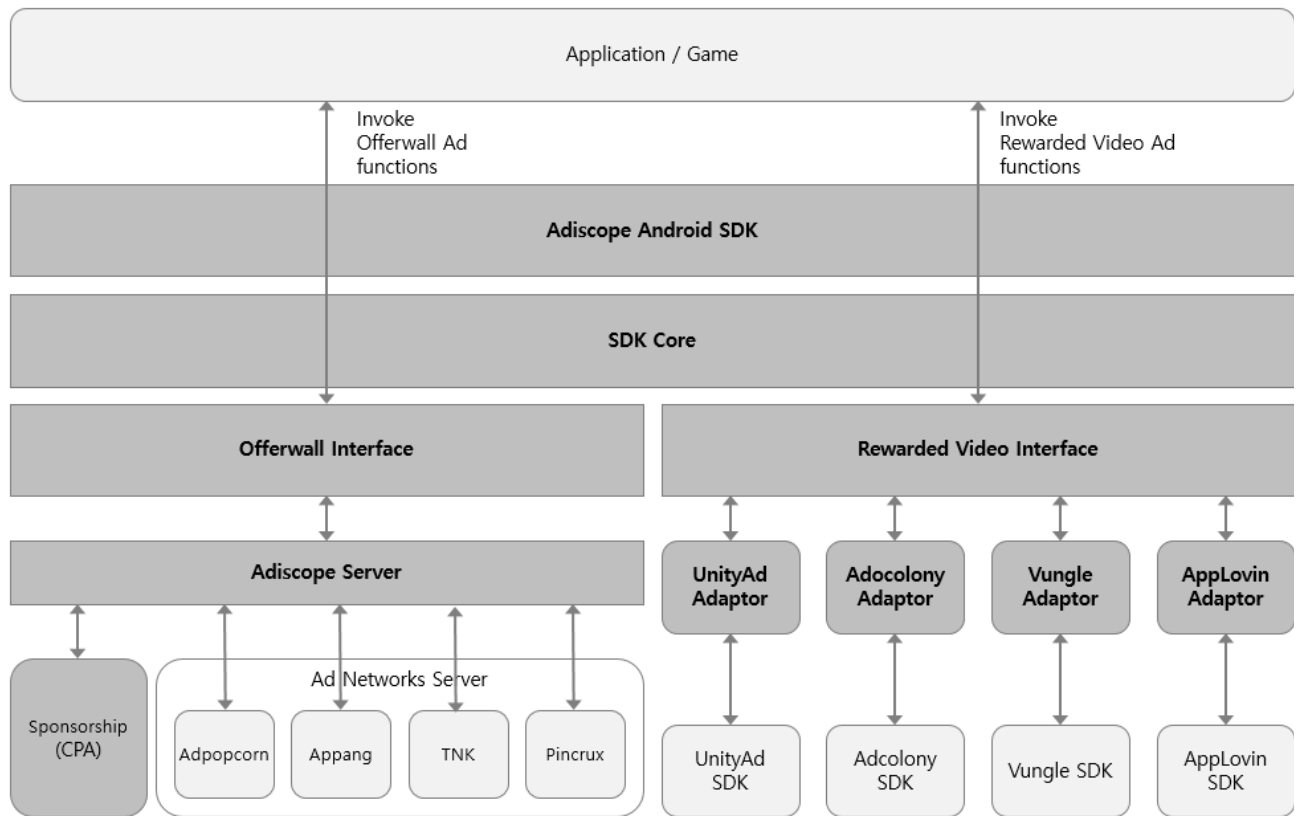 Application / Game
Invoke
Offerwall Ad
functions
Invoke
Rewarded Video Ad
functions
Adiscope Android SDK
SDK Core
Offerwall Interface
Rewarded Video Interface
Adiscope Server
UnityAd
Adaptor
Adocolony
Adaptor
Vungle
Adaptor
AppLovin
Adaptor
Sponsorship
(CPA)
Ad Networks Server
Adpopcorn
Appang
TNK
Pincrux
UnityAd
SDK
Adcolony
SDK
Vungle SDK
AppLovin
SDK